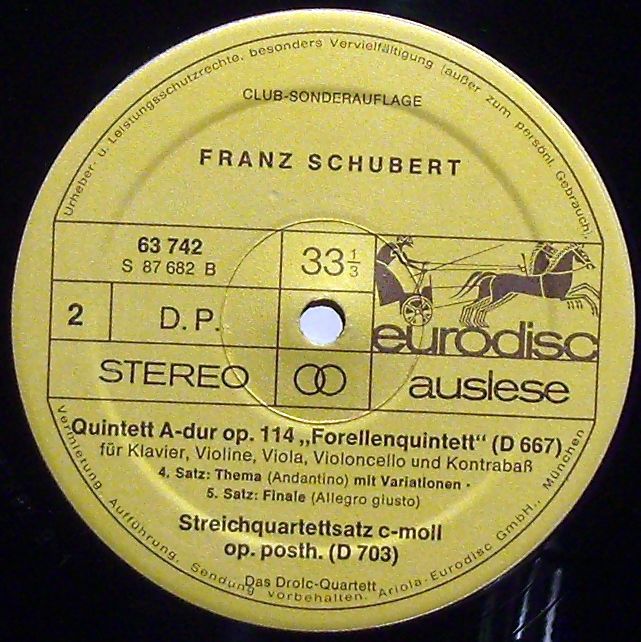 Urheber- u. Leistungsschutzrechte, besonders Vervielfältigung (außer zum persönl. Gebrauch),
CLUB-SONDERAUFLAGE
FRANZ SCHUBERT
63 742
S 87 682 B
33 1/3
2
D.P.
eurodisc
STEREO
auslese
Quintett A-dur op. 114 „Forellenquintett“ (D 667)
für Klavier, Violine, Viola, Violoncello und Kontrabaß
4. Satz: Thema (Andantino) mit Variationen ·
5. Satz: Finale (Allegro giusto)
Streichquartettsatz c-moll
op. posth. (D 703)
Das Drolc-Quartett
Vermietung, Aufführung, Sendung vorbehalten. Ariola-Eurodisc GmbH., München